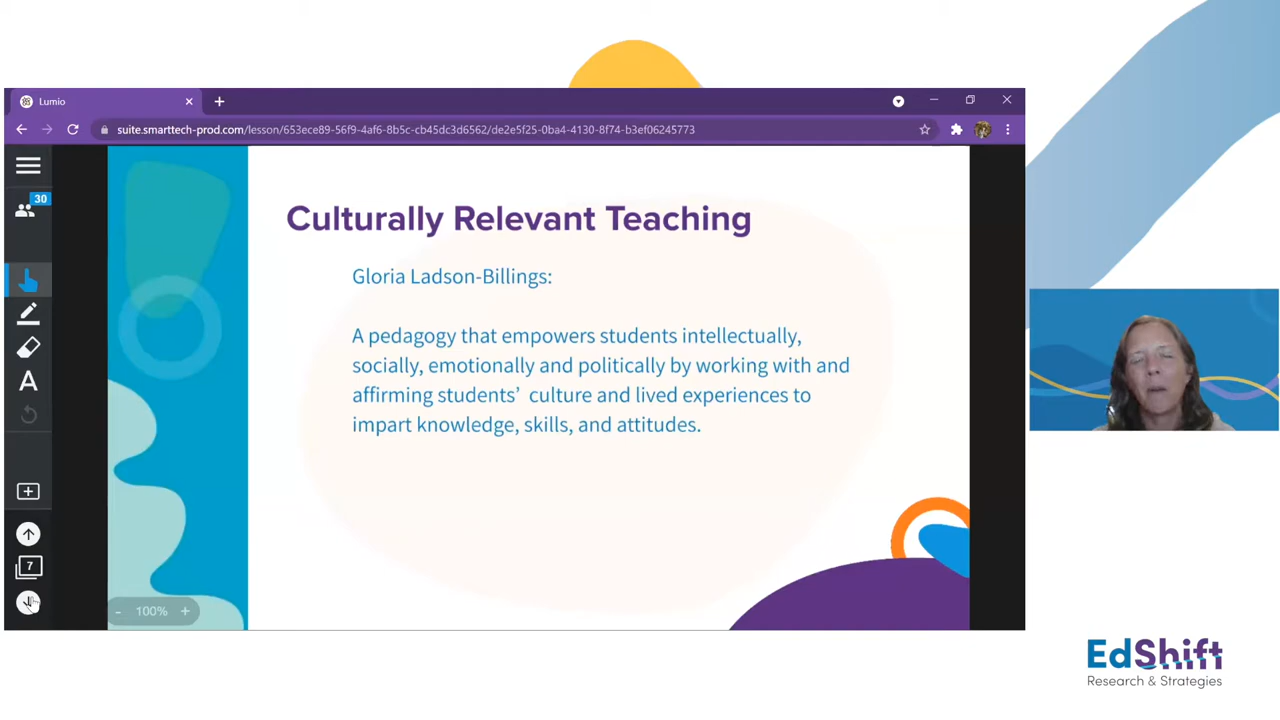 Lumio
suite.smarttech-prod.com/lesson/653ece89-56f9-4af6-8b5c-cb45dc3d6562/de2e5f25-0ba4-4130-8f74-b3ef06245773
30
Culturally Relevant Teaching
Gloria Ladson-Billings:
A pedagogy that empowers students intellectually,
socially, emotionally and politically by working with and
affirming students’  culture and lived experiences to
impart knowledge, skills, and attitudes.
A
7
- 100% +
EdShift
Research & Strategies